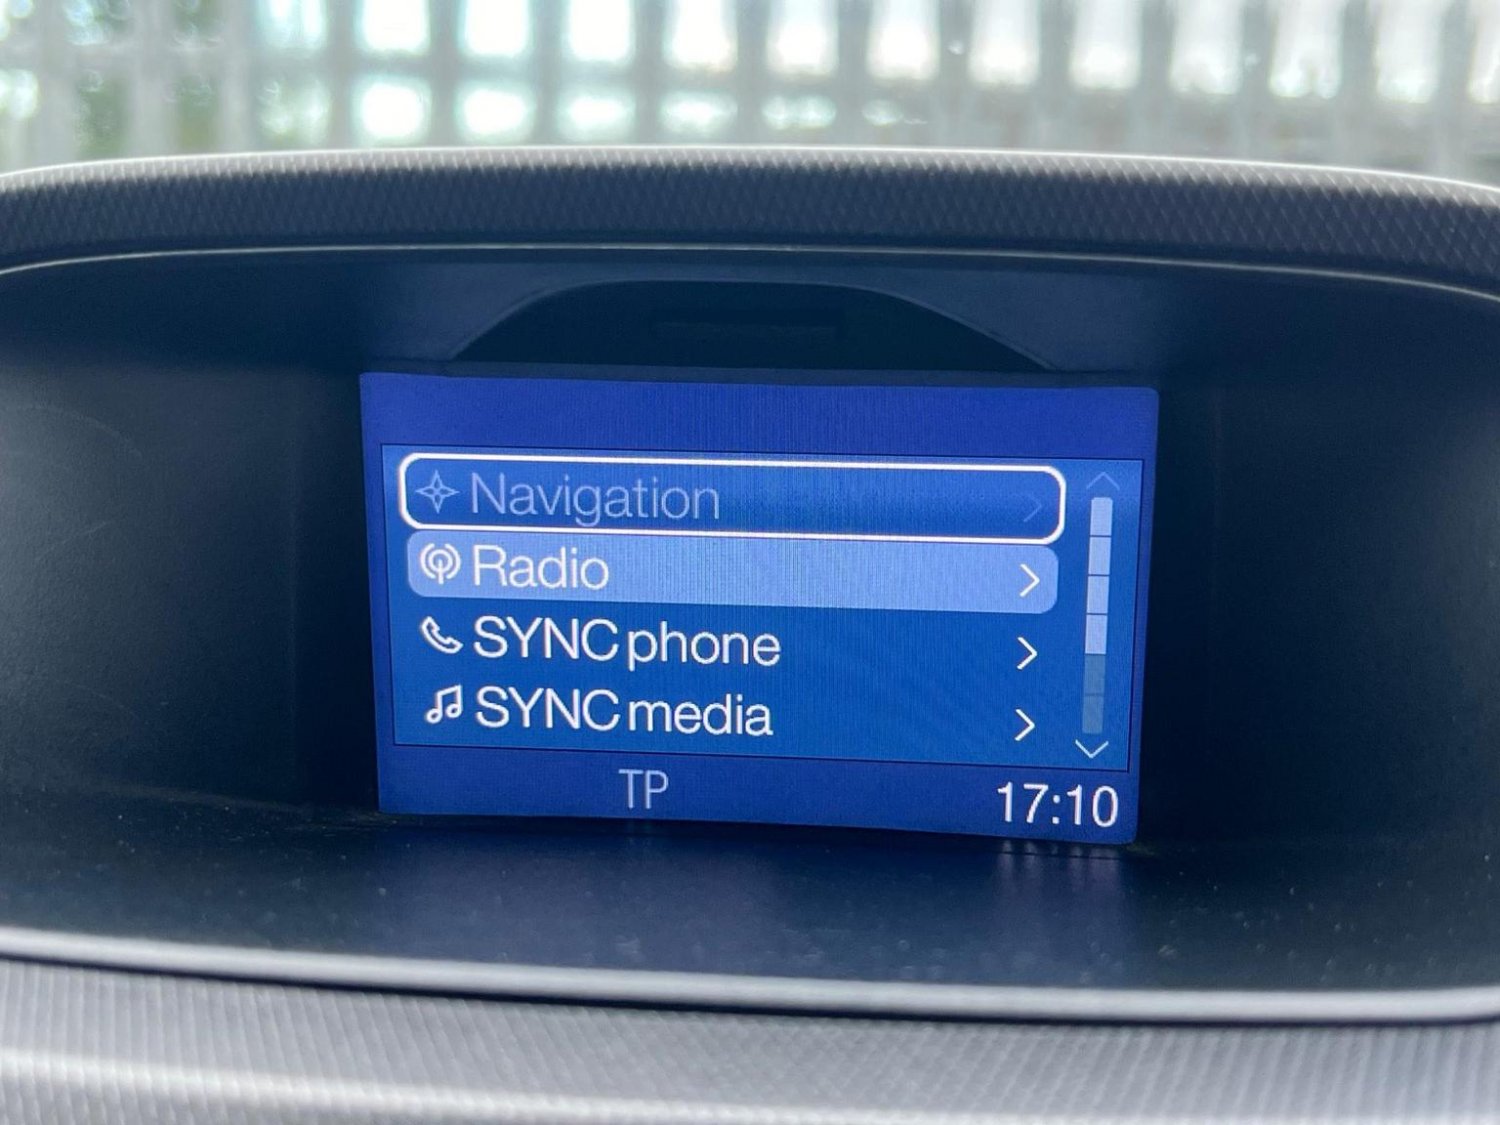 Navigation
Radio
SYNC phone
SYNC media
TP
17:10